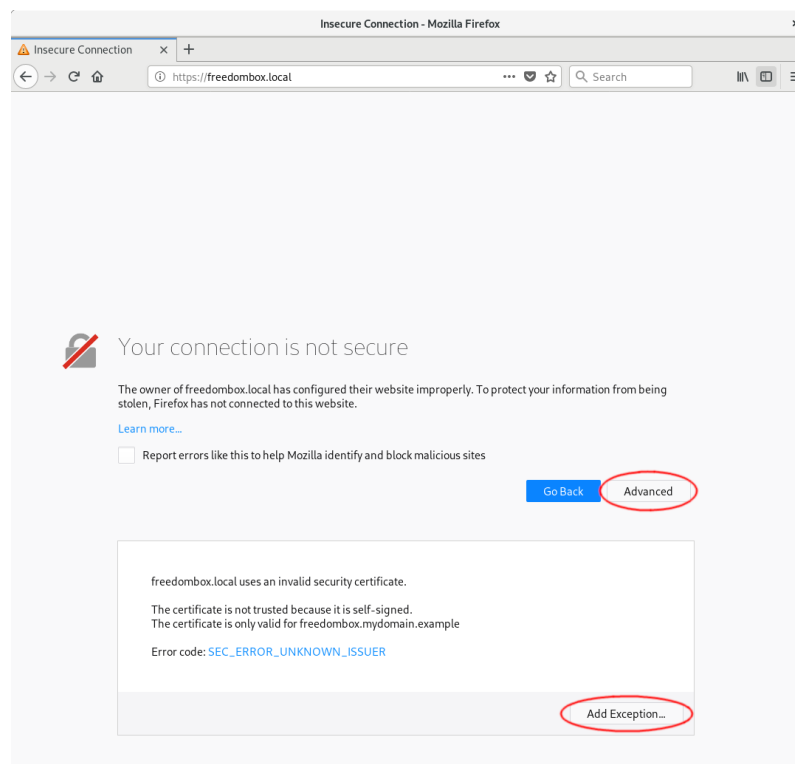 Insecure Connection - Mozilla Firefox
Insecure Connection
https://freedombox.local
Search
Your connection is not secure
The owner of freedombox.local has configured their website improperly. To protect your information from being
stolen, Firefox has not connected to this website.
Learn more...
Report errors like this to help Mozilla identify and block malicious sites
Go Back
Advanced
freedombox.local uses an invalid security certificate.
The certificate is not trusted because it is self-signed.
The certificate is only valid for freedombox.mydomain.example
Error code: SEC_ERROR_UNKNOWN_ISSUER
Add Exception...